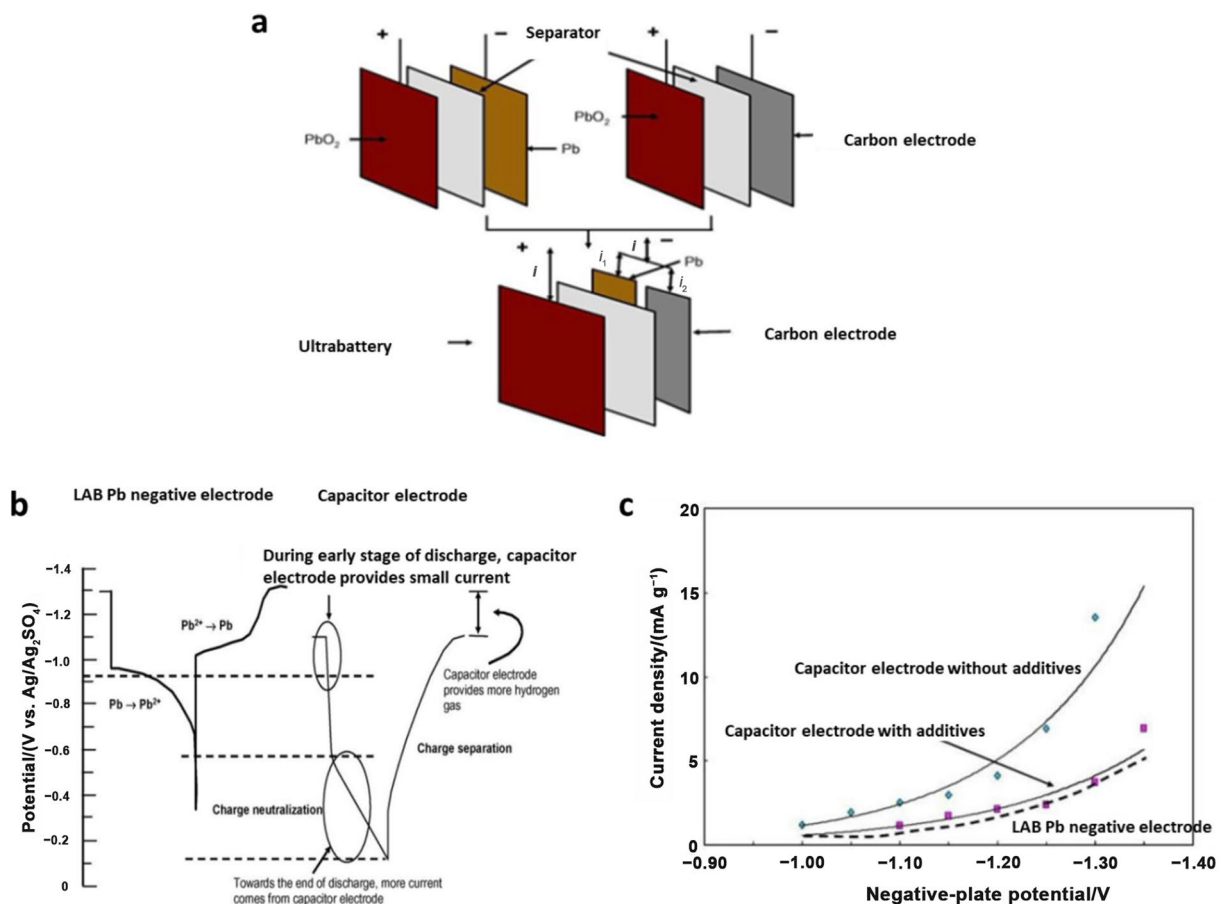 a
+
−
Separator
+
−
PbO2
Pb
PbO2
Carbon electrode
+
i
i1
i
−
Pb
i2
Ultrabattery
Carbon electrode
b
LAB Pb negative electrode
Capacitor electrode
During early stage of discharge, capacitor
electrode provides small current
Potential/(V vs. Ag/Ag2SO4)
−1.4
−1.2
−1.0
−0.8
−0.6
−0.4
−0.2
0
Pb²⁺ → Pb
Pb → Pb²⁺
Capacitor electrode
provides more hydrogen
gas
Charge separation
Charge neutralization
Towards the end of discharge, more current
comes from capacitor electrode
c
Current density/(mA g⁻¹)
20
15
10
5
0
Capacitor electrode without additives
Capacitor electrode with additives
LAB Pb negative electrode
−0.90
−1.00
−1.10
−1.20
−1.30
−1.40
Negative-plate potential/V